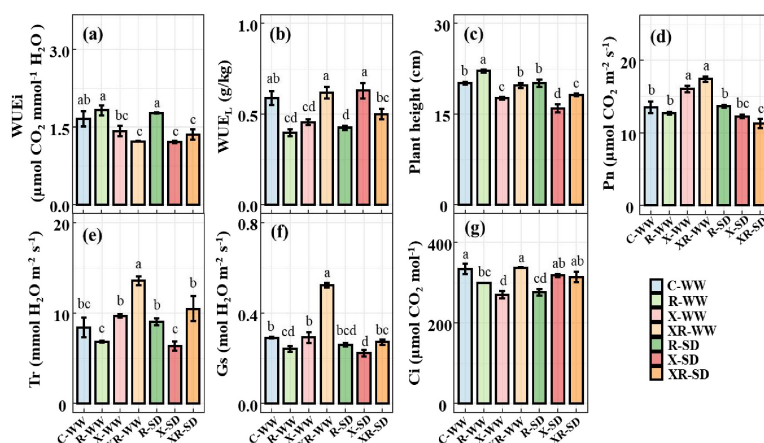 (a)
WUEi
(µmol CO2 mmol-1 H2O)
3.0
1.5
0.0
ab
a
bc
c
a
c
c
(b)
WUEL (g/kg)
1.0
0.5
0.0
ab
d
cd
a
d
a
c
(c)
Plant height (cm)
30
15
0
b
a
c
b
b
d
c
(d)
Pn (µmol CO2 m-2 s-1)
20
10
0
b
b
a
a
b
bc
c
C-WW
R-WW
X-WW
XR-WW
R-SD
X-SD
XR-SD
(e)
Tr (mmol H2O m-2 s-1)
20
10
0
bc
c
b
a
b
c
b
C-WW
R-WW
X-WW
XR-WW
R-SD
X-SD
XR-SD
(f)
Gs (mol H2O m-2 s-1)
0.8
0.4
0.0
b
cd
b
a
bcd
d
bc
C-WW
R-WW
X-WW
XR-WW
R-SD
X-SD
XR-SD
(g)
Ci (µmol CO2 mol-1)
400
200
0
a
bc
d
a
cd
ab
ab
C-WW
R-WW
X-WW
XR-WW
R-SD
X-SD
XR-SD
C-WW
R-WW
X-WW
XR-WW
R-SD
X-SD
XR-SD